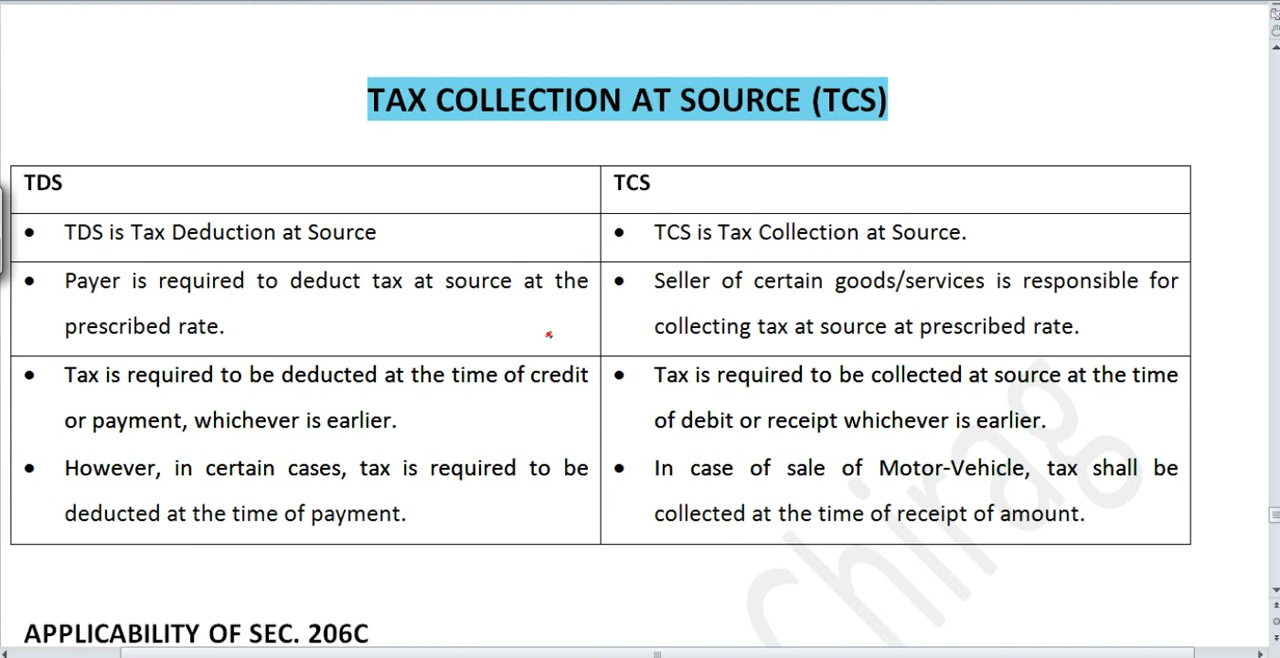 TAX COLLECTION AT SOURCE (TCS)
TDS
TCS
• TDS is Tax Deduction at Source
• TCS is Tax Collection at Source.
• Payer is required to deduct tax at source at the
prescribed rate.
• Seller of certain goods/services is responsible for
collecting tax at source at prescribed rate.
• Tax is required to be deducted at the time of credit
or payment, whichever is earlier.
• However, in certain cases, tax is required to be
deducted at the time of payment.
• Tax is required to be collected at source at the time
of debit or receipt whichever is earlier.
• In case of sale of Motor-Vehicle, tax shall be
collected at the time of receipt of amount.
Chirag
APPLICABILITY OF SEC. 206C